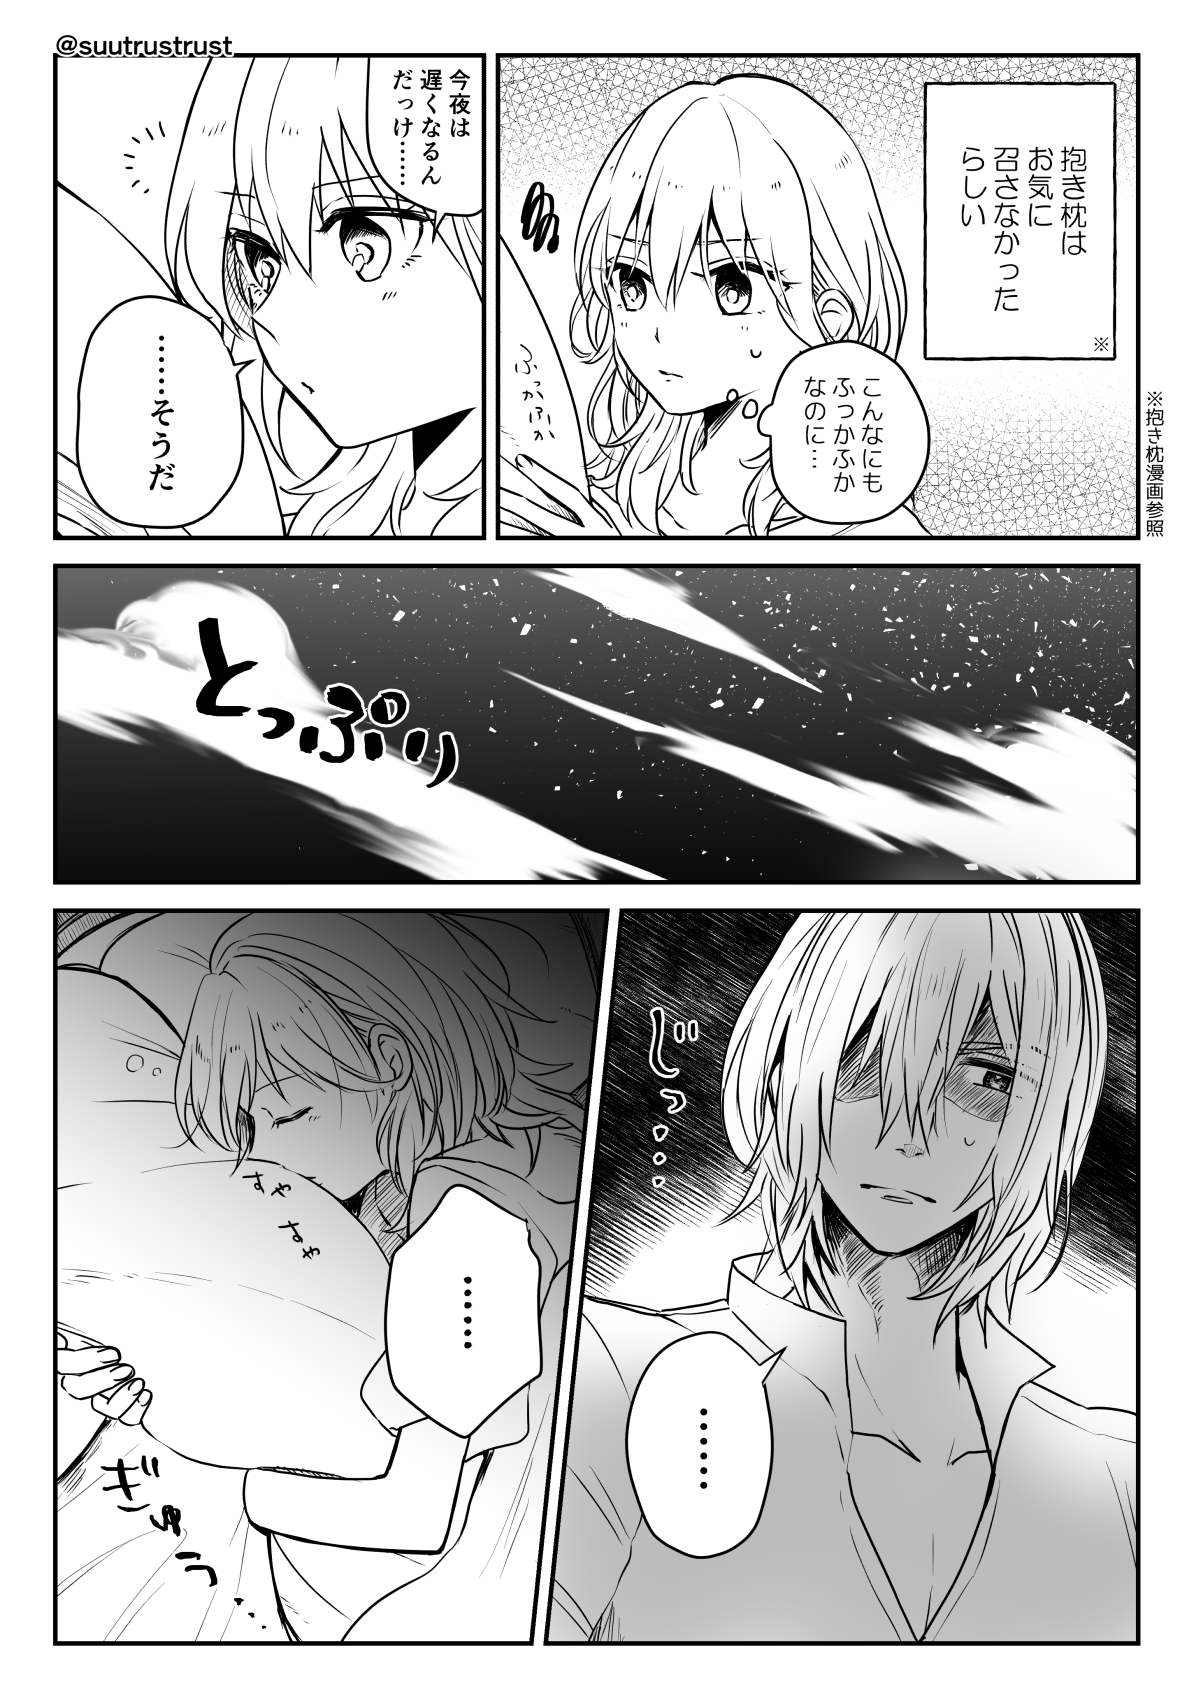 @suutrustrust
抱き枕は
お気に
召さなかった
らしい
※
※抱き枕漫画参照
こんなにも
ふっかふか
なのに…
ふっかふか
今夜は
遅くなるん
だっけ……
……そうだ
とっぷり
じっ…
……
……
すや
すや
ぎゅう…